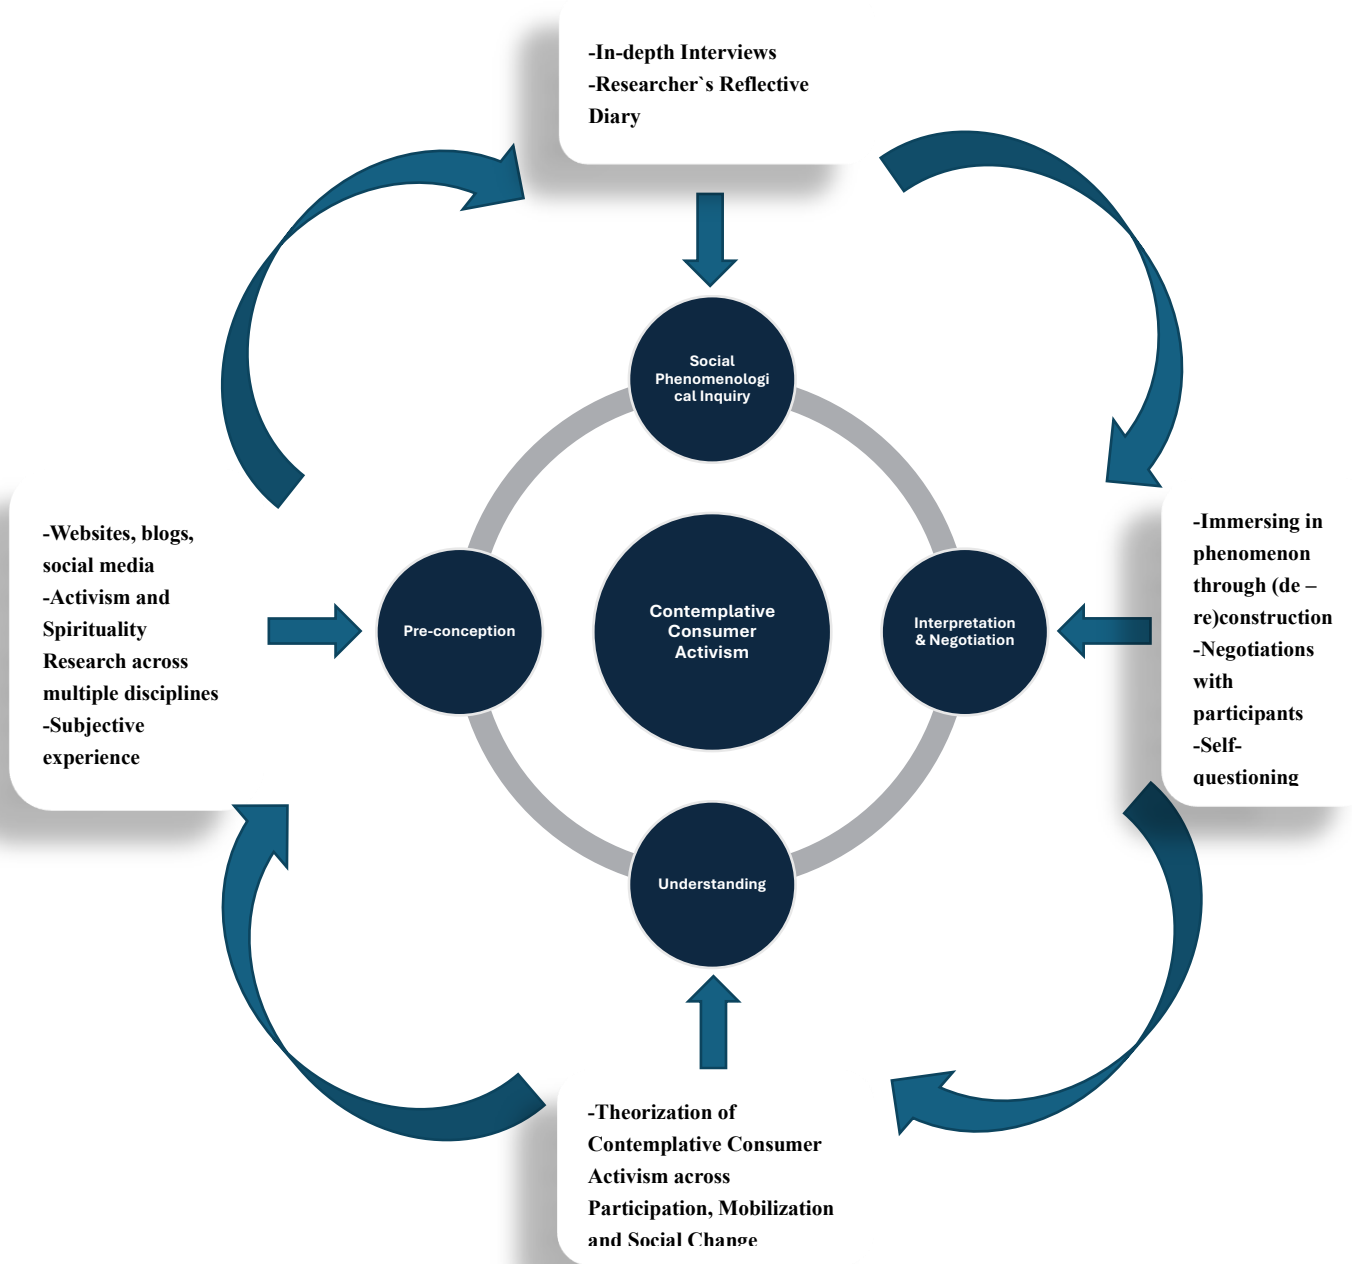 -In-depth Interviews
-Researcher`s Reflective
Diary
Social
Phenomenologi
cal Inquiry
-Websites, blogs,
social media
-Activism and
Spirituality
Research across
multiple disciplines
-Subjective
experience
Pre-conception
Contemplative
Consumer
Activism
Interpretation
& Negotiation
-Immersing in
phenomenon
through (de –
re)construction
-Negotiations
with
participants
-Self-
questioning
Understanding
-Theorization of
Contemplative Consumer
Activism across
Participation, Mobilization
and Social Change